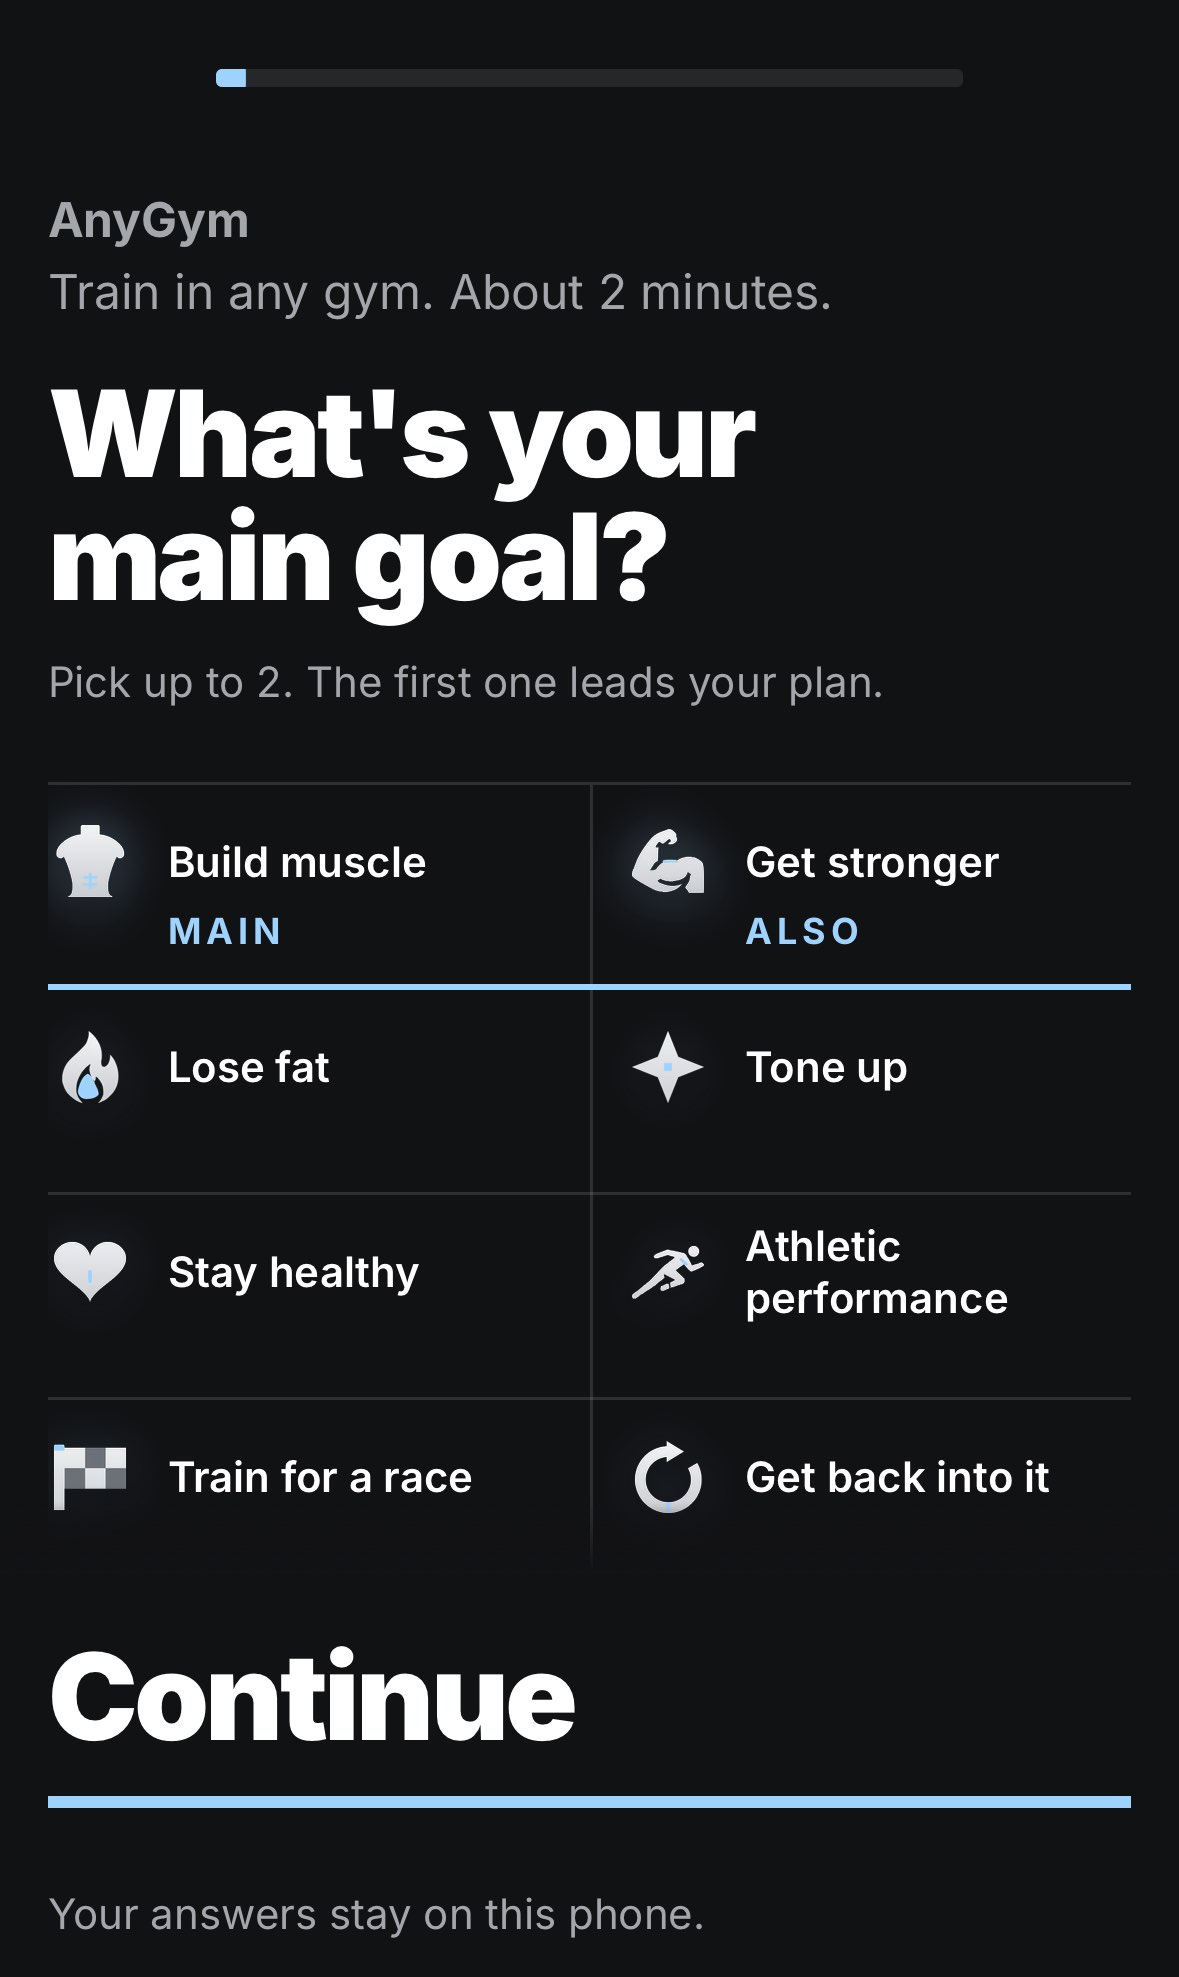 AnyGym
Train in any gym. About 2 minutes.
What's your
main goal?
Pick up to 2. The first one leads your plan.
Build muscle
MAIN
Get stronger
ALSO
Lose fat
Tone up
Stay healthy
Athletic
performance
Train for a race
Get back into it
Continue
Your answers stay on this phone.